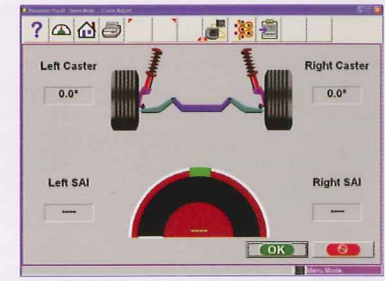 Left Caster
Right Caster
0.0°
0.0°
Left SAI
Right SAI
----
----
----
OK
Menu Mode